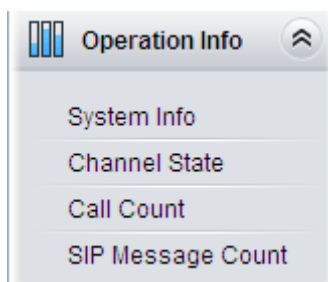 Operation Info
System Info
Channel State
Call Count
SIP Message Count